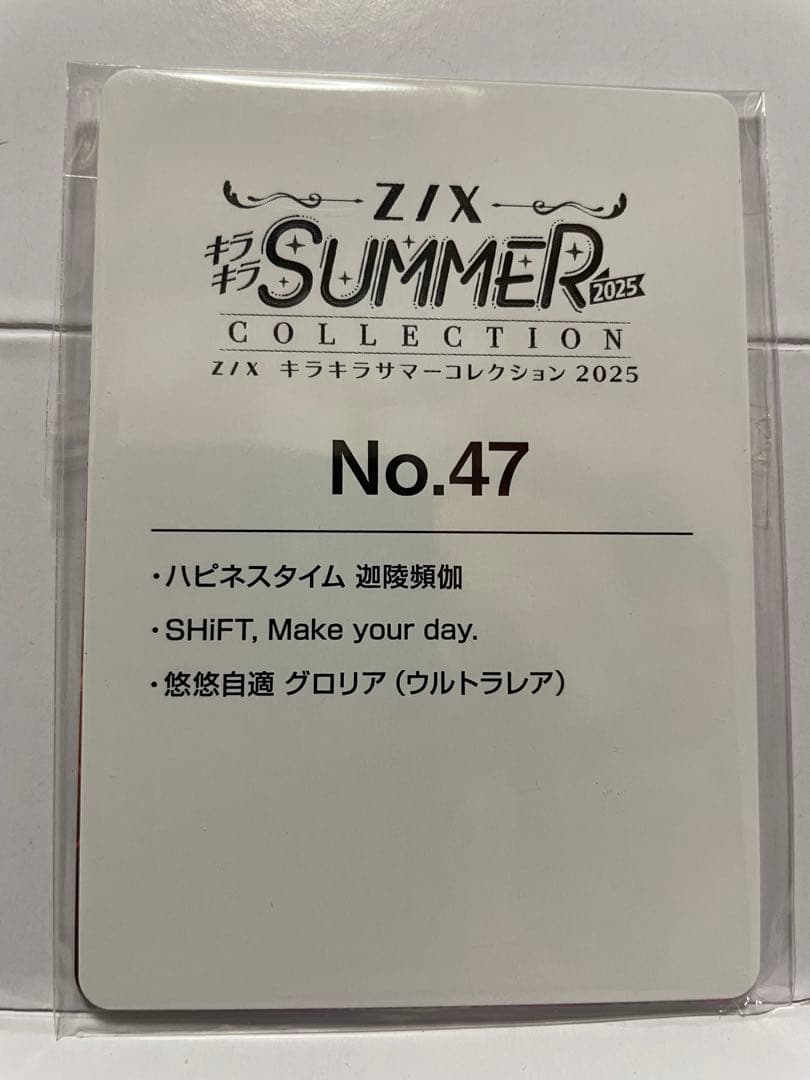 Z/X
キラキラ SUMMER 2025
COLLECTION
Z/X キラキラサマーコレクション 2025
No.47
・ハピネスタイム 迦陵頻伽
・SHiFT, Make your day.
・悠悠自適 グロリア（ウルトラレア）